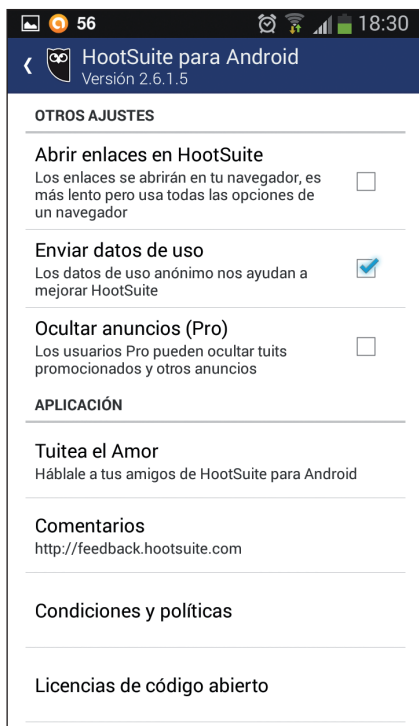 56 18:30
HootSuite para Android
Versión 2.6.1.5
OTROS AJUSTES
Abrir enlaces en HootSuite
Los enlaces se abrirán en tu navegador, es
más lento pero usa todas las opciones de
un navegador
Enviar datos de uso
Los datos de uso anónimo nos ayudan a
mejorar HootSuite
Ocultar anuncios (Pro)
Los usuarios Pro pueden ocultar tuits
promocionados y otros anuncios
APLICACIÓN
Tuitea el Amor
Háblale a tus amigos de HootSuite para Android
Comentarios
http://feedback.hootsuite.com
Condiciones y políticas
Licencias de código abierto